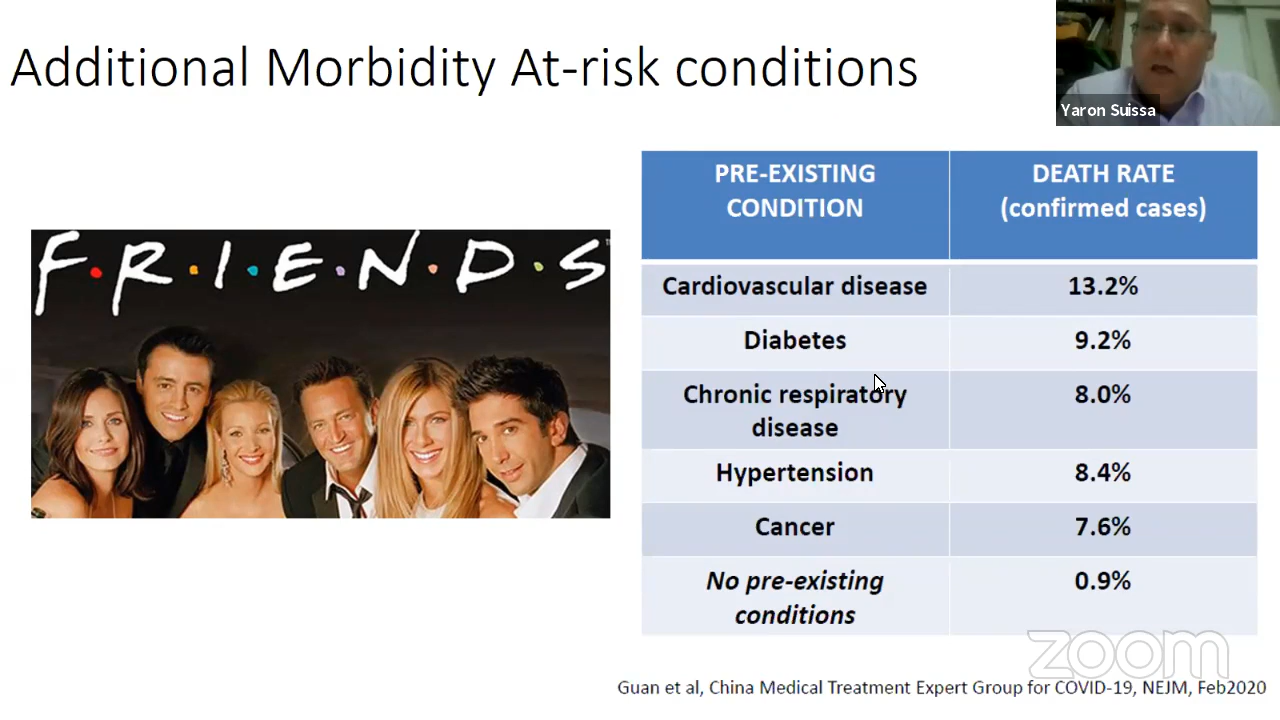 Additional Morbidity At-risk conditions
Yaron Suissa
F·R·I·E·N·D·S
PRE-EXISTING
CONDITION
DEATH RATE
(confirmed cases)
Cardiovascular disease
13.2%
Diabetes
9.2%
Chronic respiratory
disease
8.0%
Hypertension
8.4%
Cancer
7.6%
No pre-existing
conditions
0.9%
zoom
Guan et al, China Medical Treatment Expert Group for COVID-19, NEJM, Feb2020